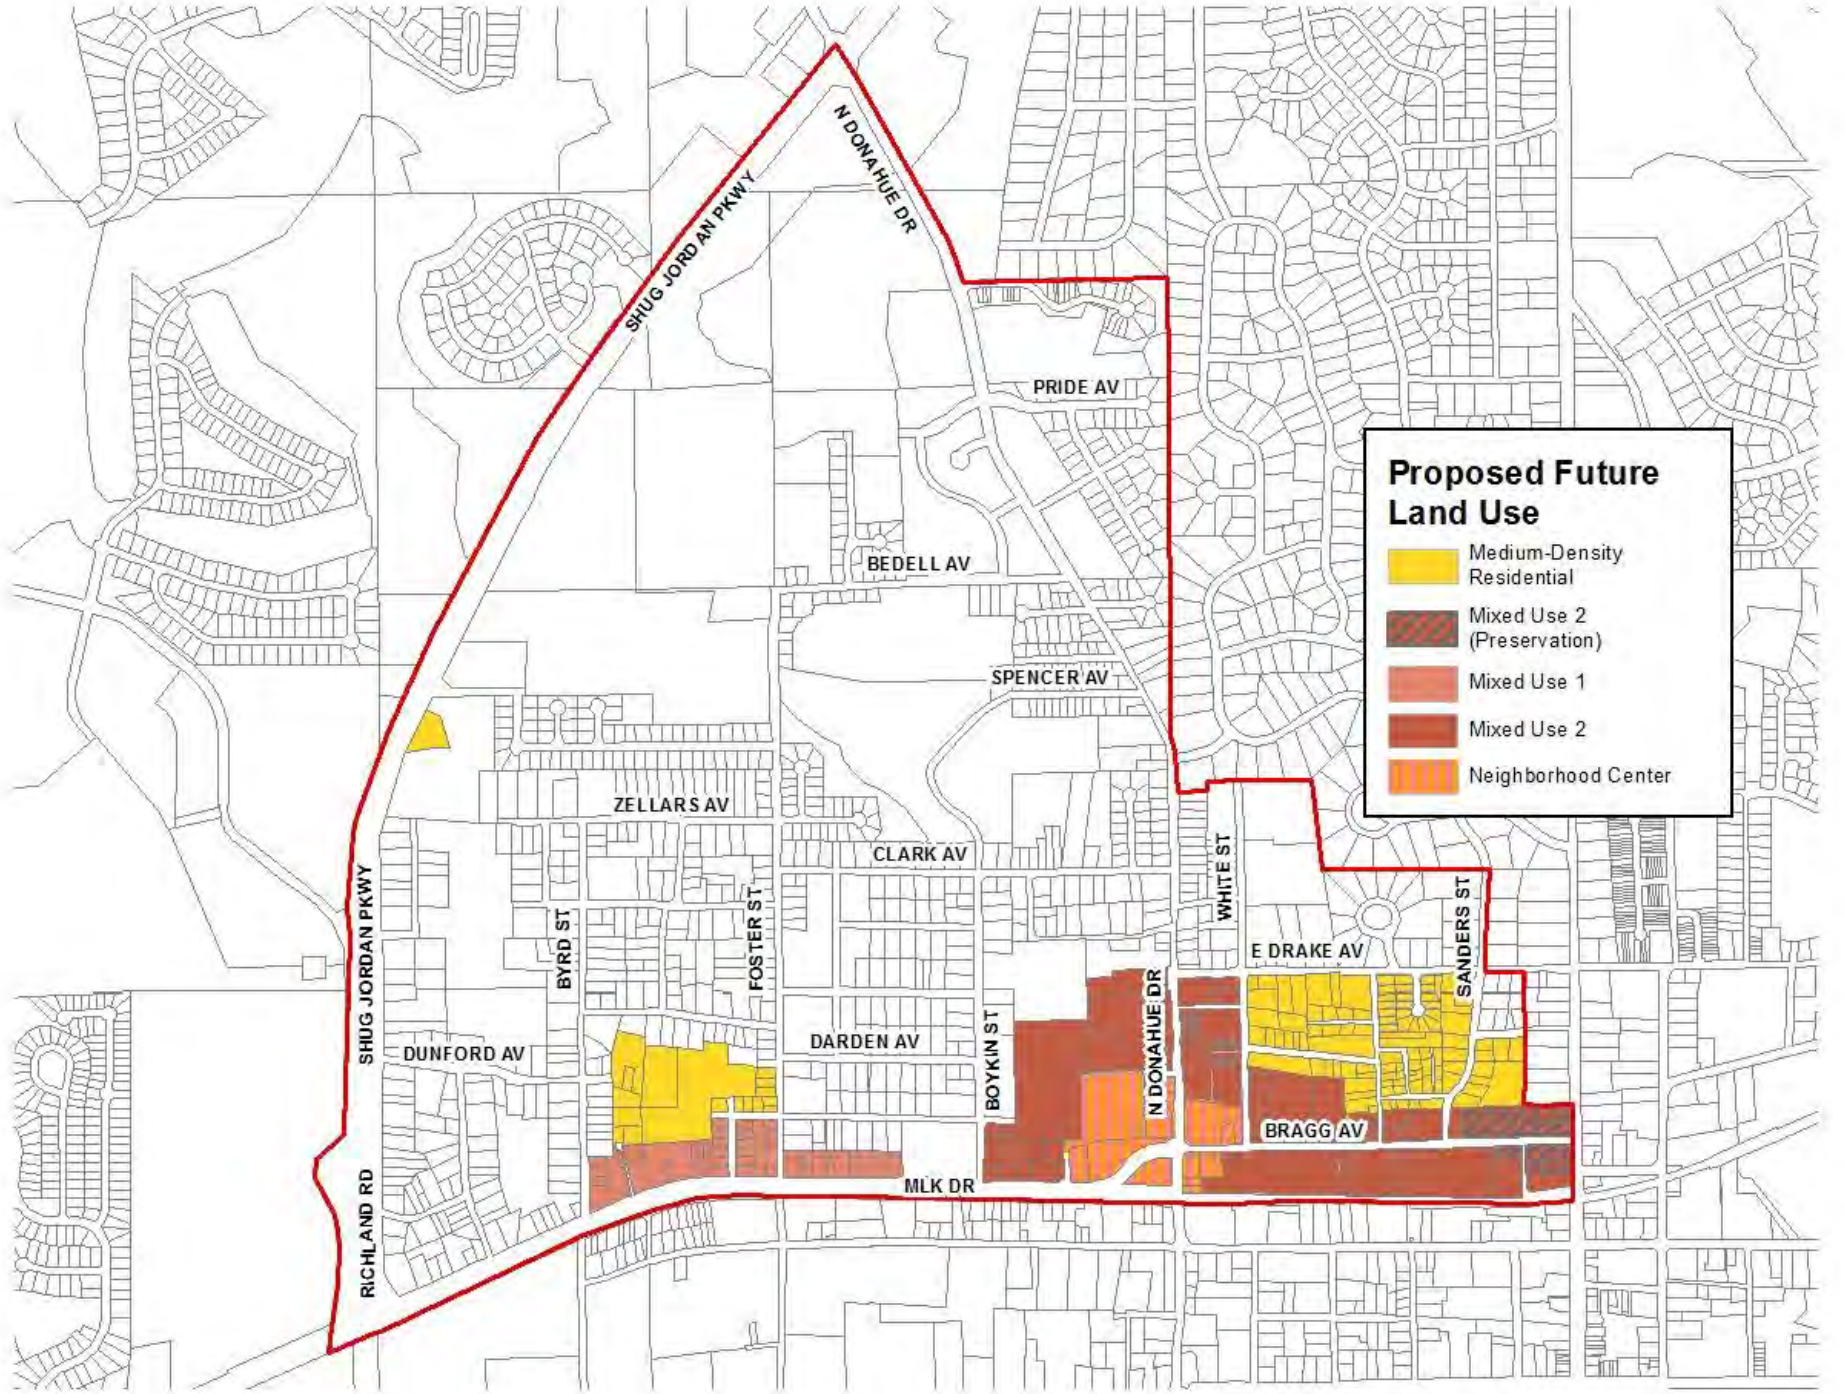 N DONAHUE DR
SHUG JORDAN PKWY
PRIDE AV
Proposed Future
Land Use
Medium-Density
Residential
Mixed Use 2
(Preservation)
Mixed Use 1
Mixed Use 2
Neighborhood Center
BEDELL AV
SPENCER AV
ZELLARS AV
CLARK AV
WHITE ST
SHUG JORDAN PKWY
BYRD ST
FOSTER ST
E DRAKE AV
SANDERS ST
DUNFORD AV
DARDEN AV
BOYKIN ST
N DONAHUE DR
BRAGG AV
MLK DR
RICHLAND RD